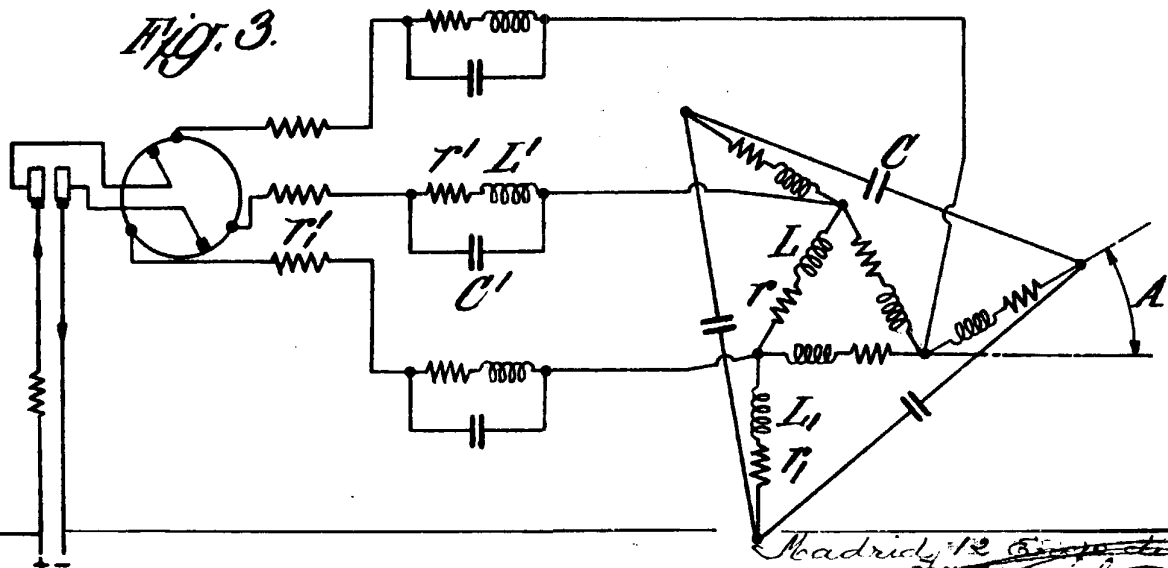 Fig. 3.
r' L'
C'
r₁'
C
L
r
A
L₁
r₁
+ -
Madrid, 12